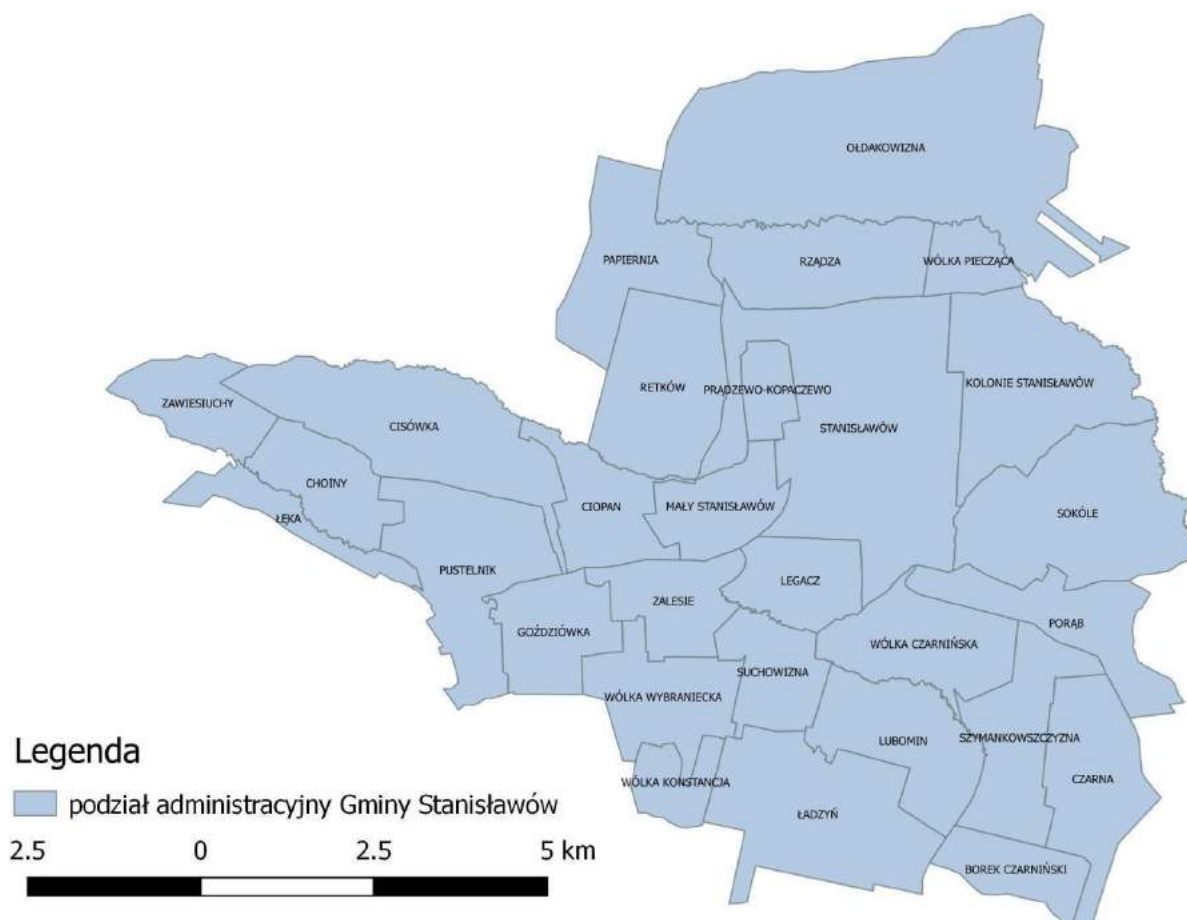 OŁDAKOWIZNA
PAPIERNIA
RZĄDZA
WÓLKA PIECZĄCA
RETKÓW
PRĄDZEWO-KOPACZEWO
KOLONIE STANISŁAWÓW
ZAWIESIUCHY
CISÓWKA
STANISŁAWÓW
CHOINY
CIOPAN
MAŁY STANISŁAWÓW
SOKÓLE
ŁĘKA
PUSTELNIK
LEGACZ
ZALESIE
GOŹDZIÓWKA
PORĄB
WÓLKA CZARNIŃSKA
SUCHOWIZNA
WÓLKA WYBRANIECKA
LUBOMIN
SZYMANKOWSZCZYZNA
CZARNA
WÓLKA KONSTANCJA
ŁADZYŃ
BOREK CZARNIŃSKI
Legenda
podział administracyjny Gminy Stanisławów
2.5 0 2.5 5 km